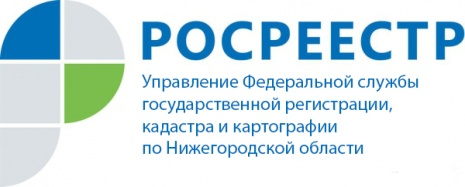 РОСРЕЕСТР
Управление Федеральной службы
государственной регистрации,
кадастра и картографии
по Нижегородской области